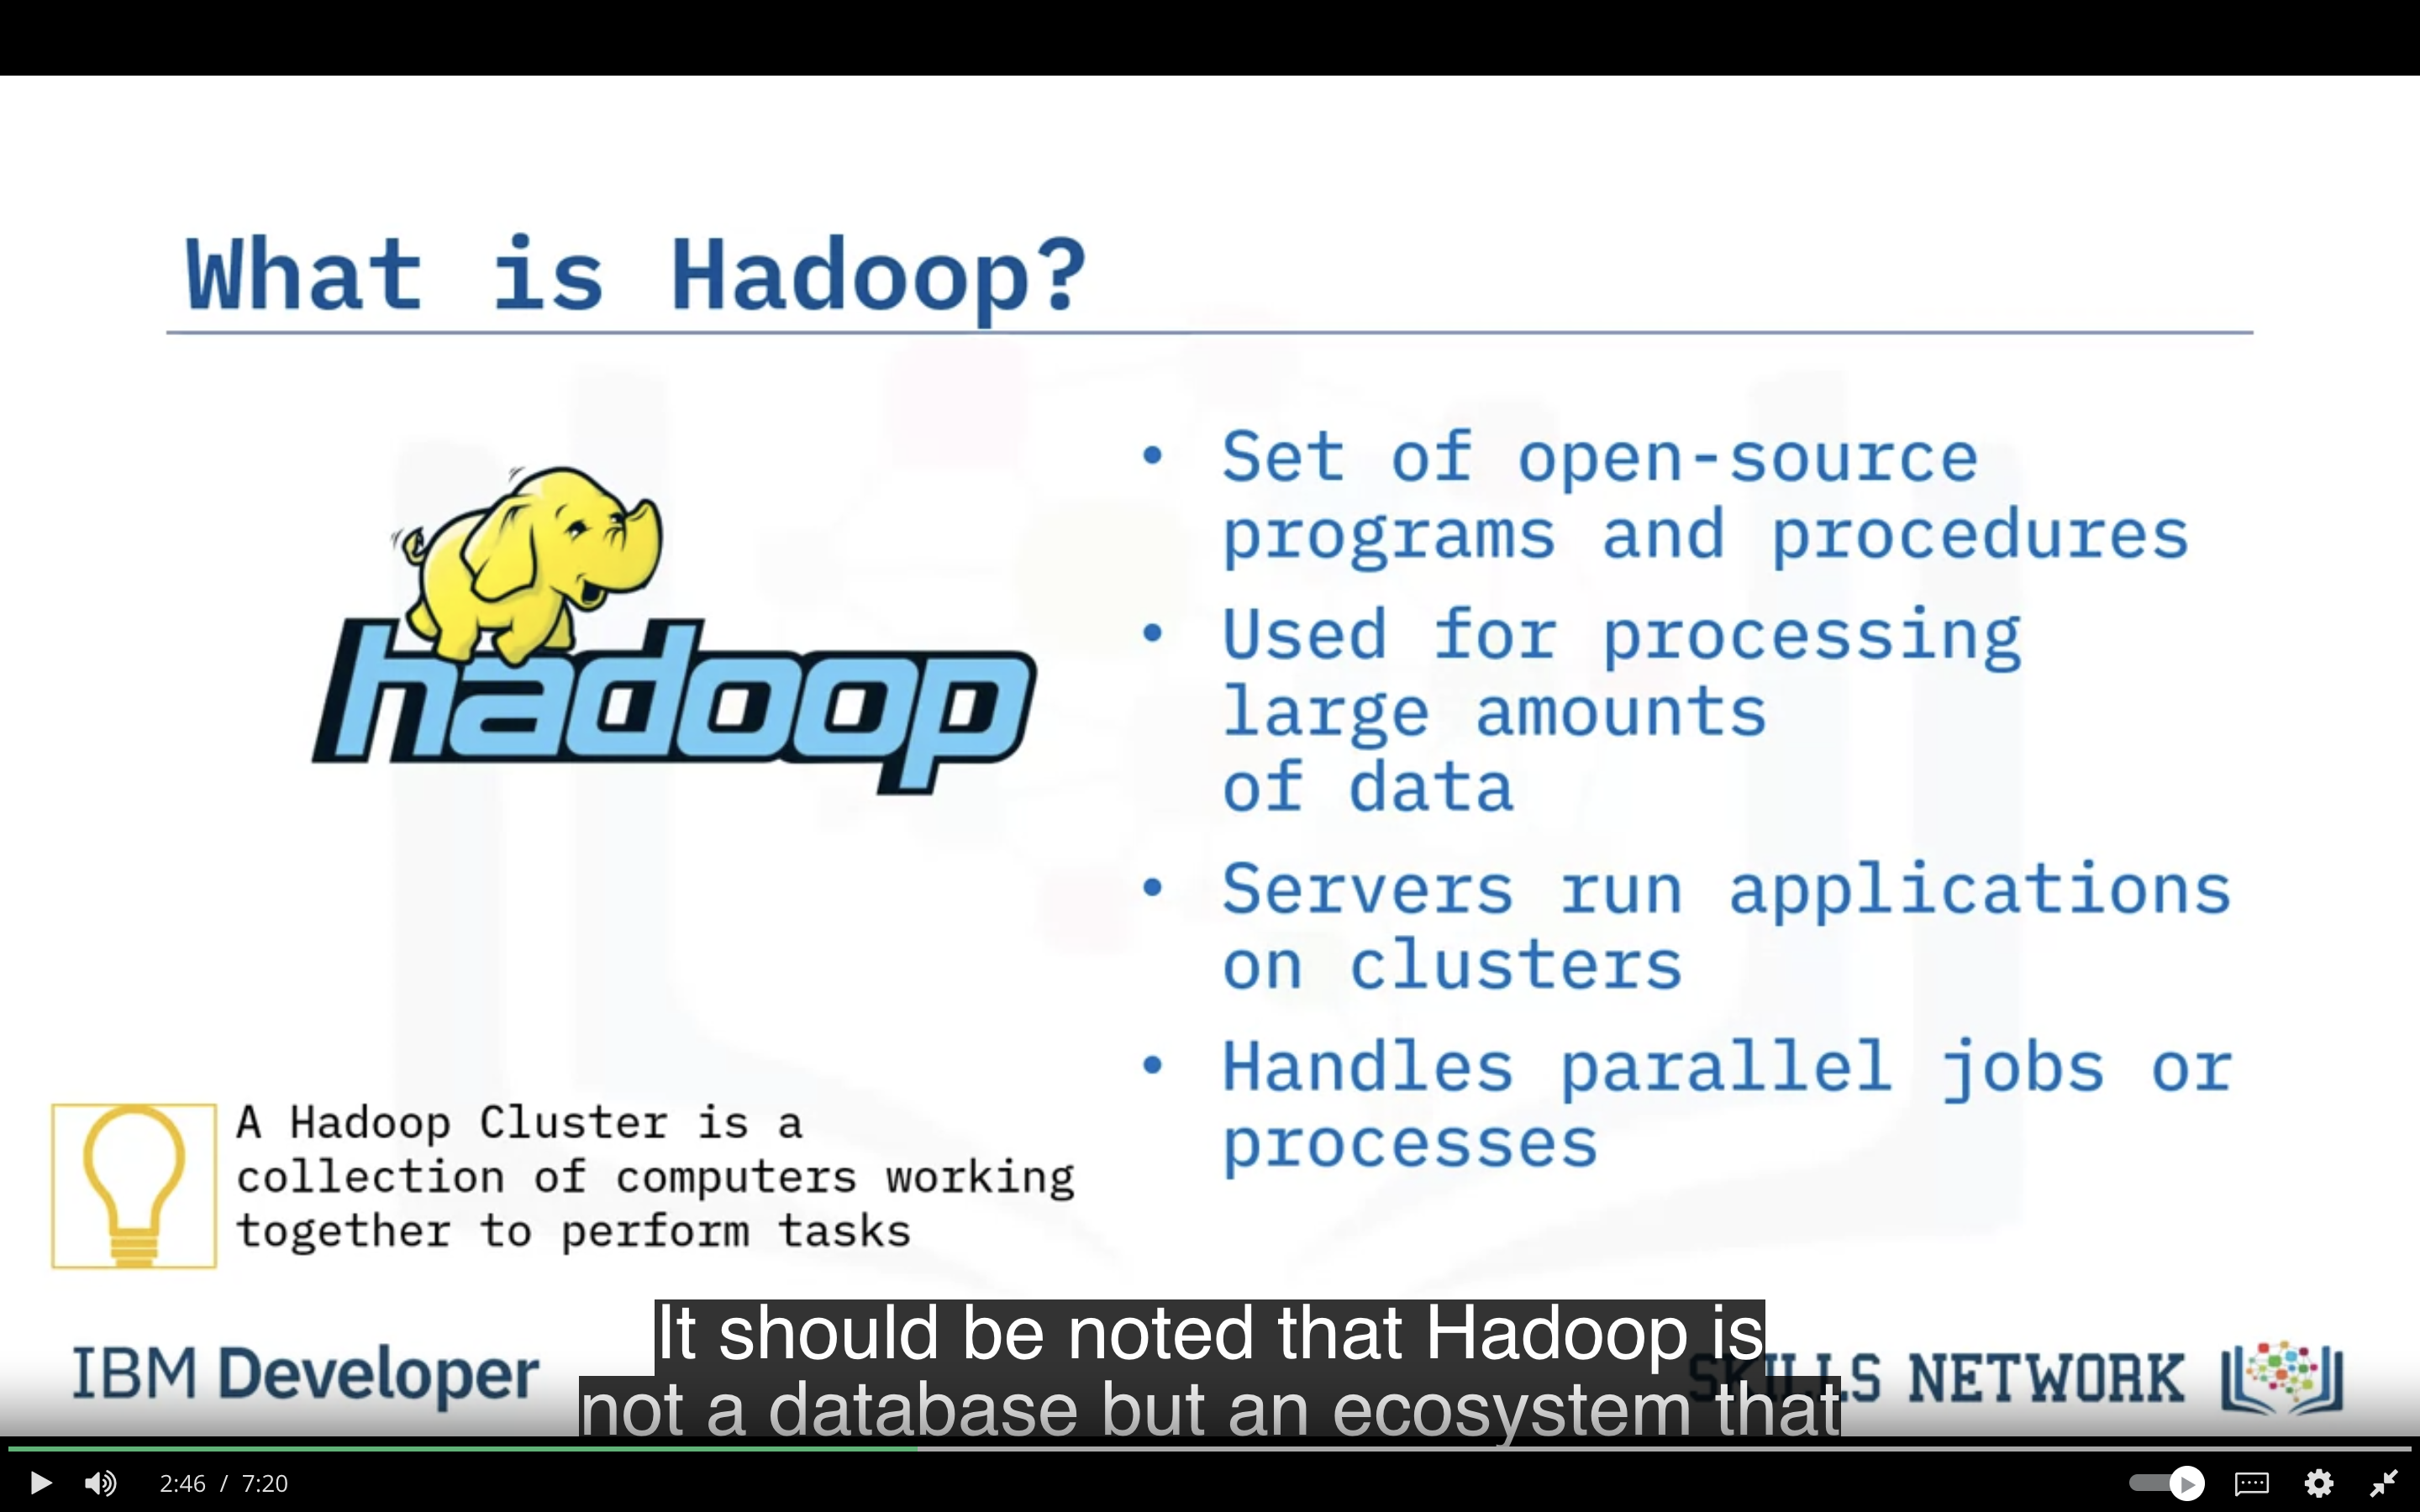 What is Hadoop?
hadoop
• Set of open-source
programs and procedures
• Used for processing
large amounts
of data
• Servers run applications
on clusters
• Handles parallel jobs or
processes
A Hadoop Cluster is a
collection of computers working
together to perform tasks
It should be noted that Hadoop is
not a database but an ecosystem that
IBM Developer
SKILLS NETWORK
2:46 / 7:20